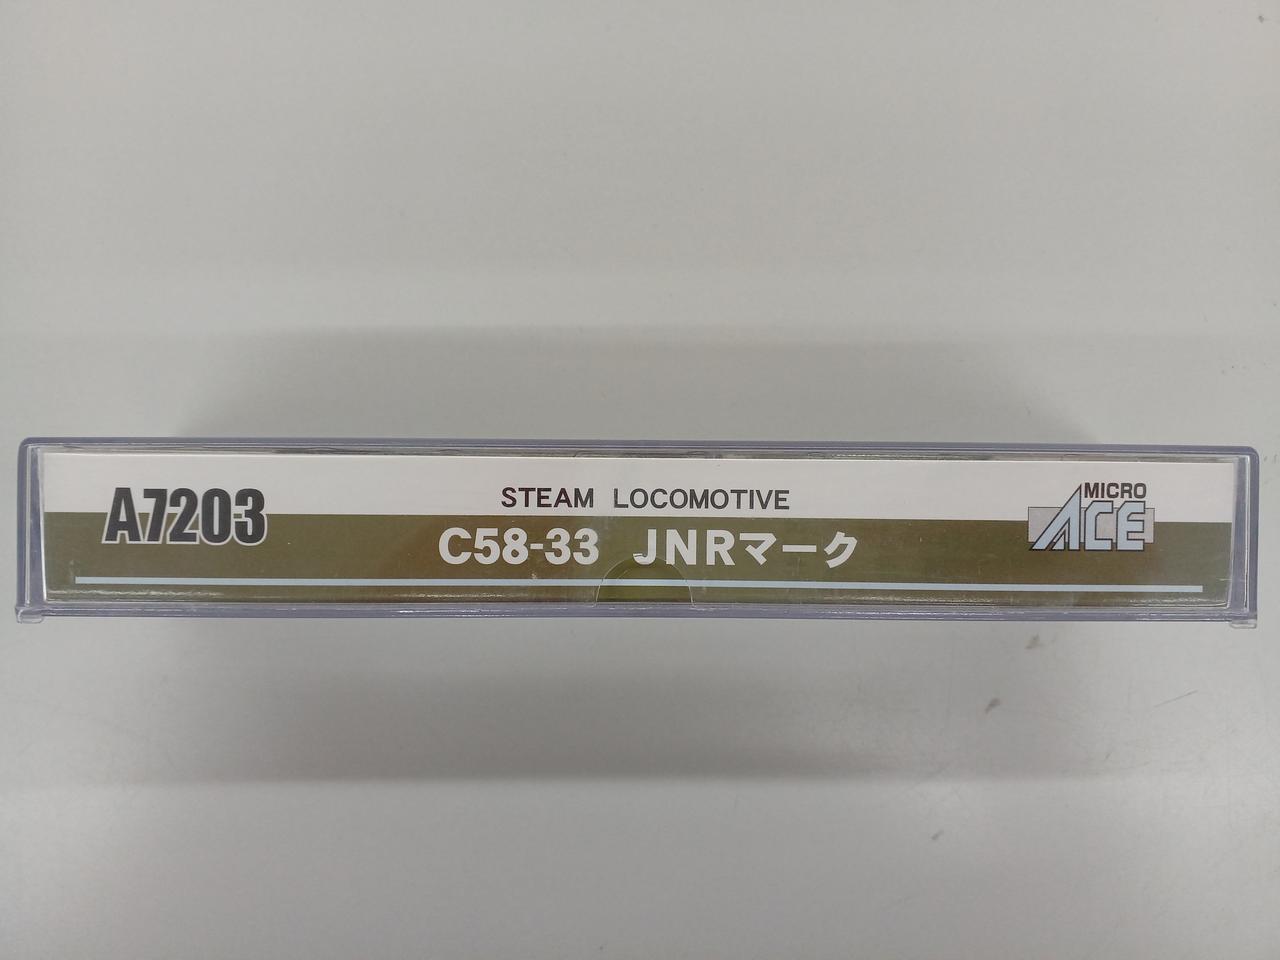 A7203
STEAM LOCOMOTIVE
C58-33 JNRマーク
MICRO
ACE